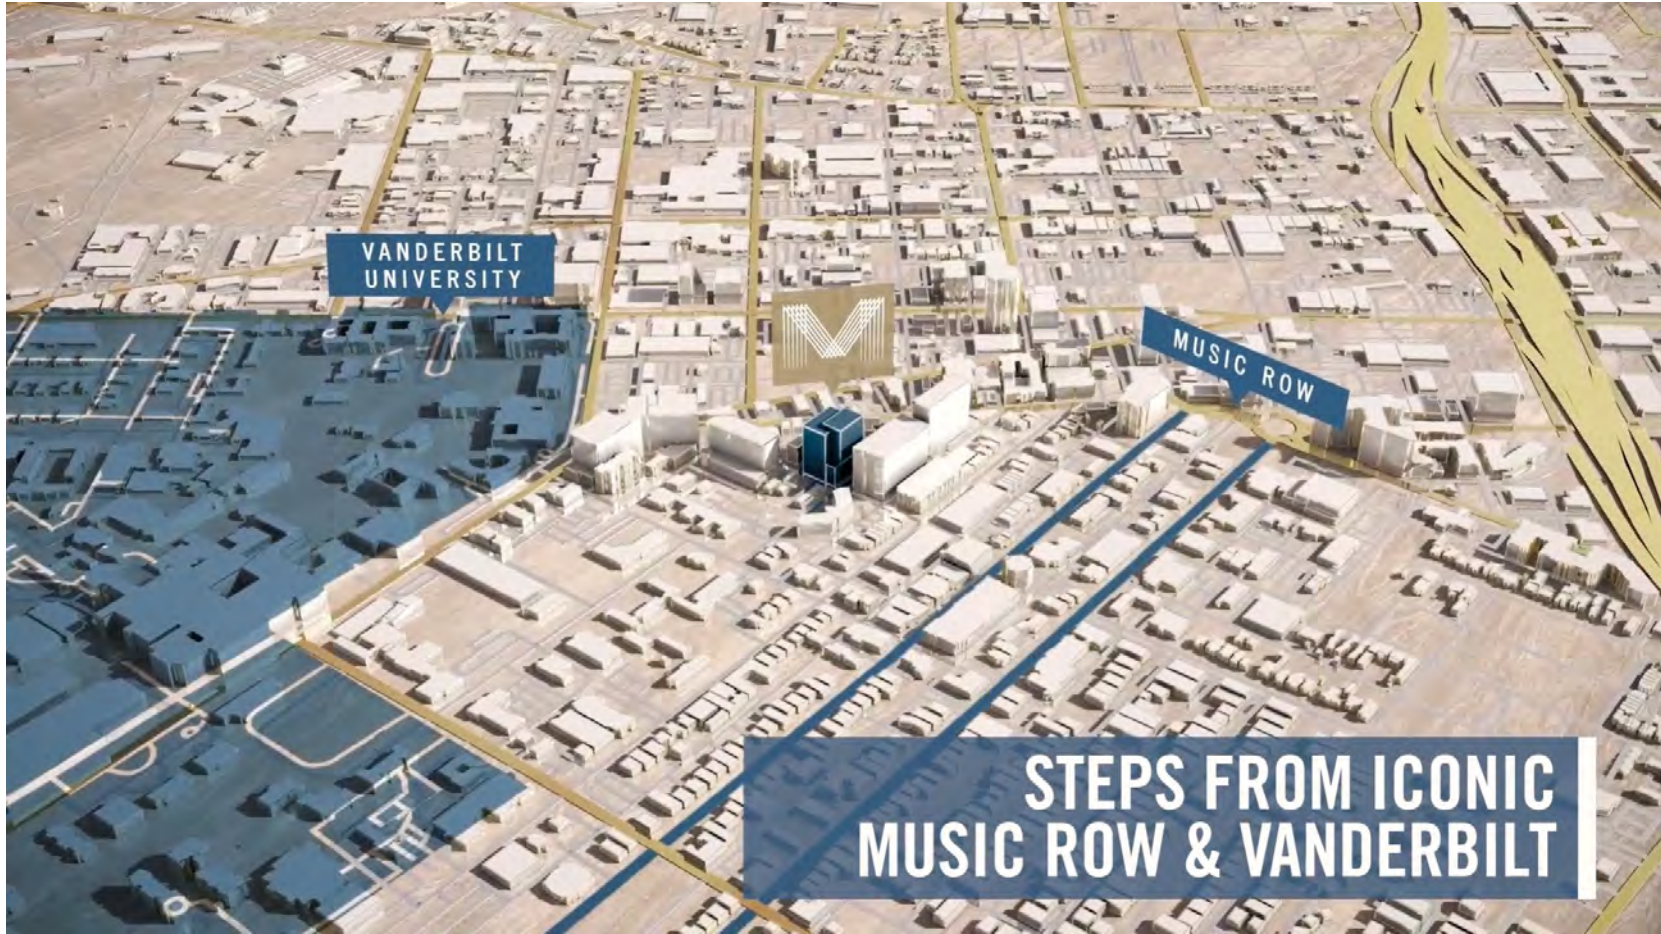 VANDERBILT
UNIVERSITY
MUSIC ROW
STEPS FROM ICONIC
MUSIC ROW & VANDERBILT